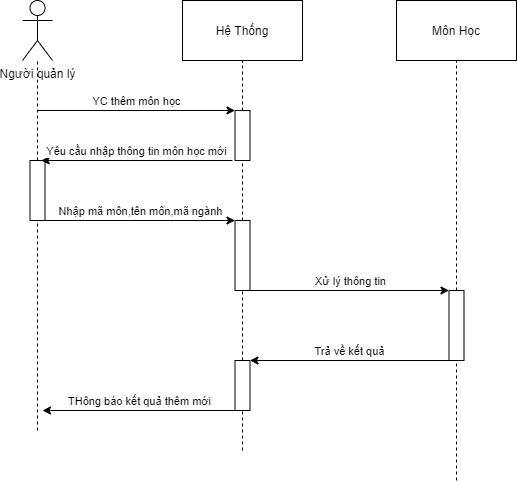 Hệ Thống
Môn Học
Người quản lý
YC thêm môn học
Yêu cầu nhập thông tin môn học mới
Nhập mã môn,tên môn,mã ngành
Xử lý thông tin
Trả về kết quả
THông báo kết quả thêm mới